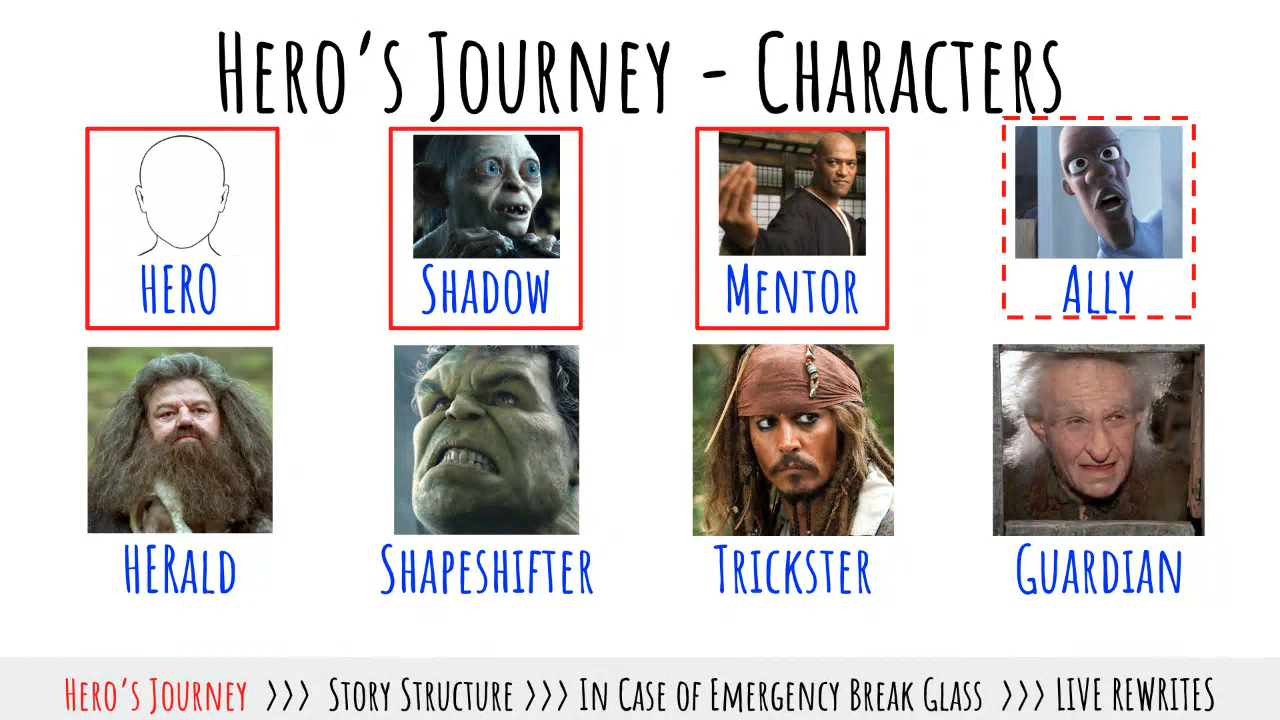 HERO'S JOURNEY - CHARACTERS
HERO SHADOW MENTOR ALLY
HERALD SHAPESHIFTER TRICKSTER GUARDIAN
HERO'S JOURNEY >>> STORY STRUCTURE >>> IN CASE OF EMERGENCY BREAK GLASS >>> LIVE REWRITES